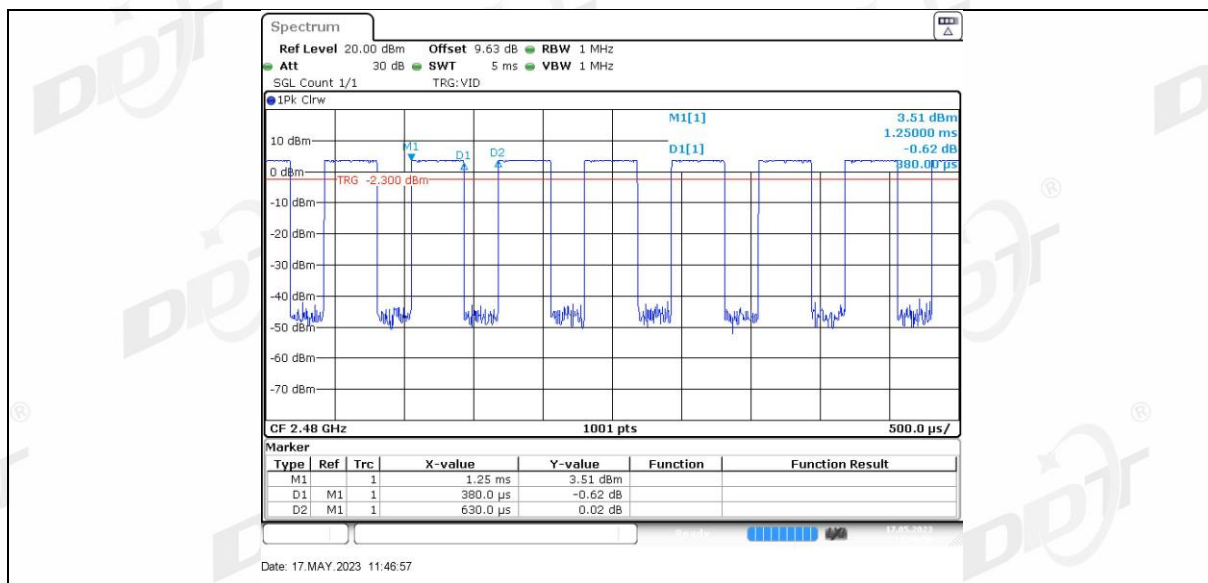 Spectrum
Ref Level 20.00 dBm Offset 9.63 dB RBW 1 MHz
Att 30 dB SWT 5 ms VBW 1 MHz
SGL Count 1/1 TRG:VID
1Pk Clrw
M1[1] 3.51 dBm
1.25000 ms
10 dBm
M1 D1 D2 D1[1] -0.62 dB
380.00 µs
0 dBm
TRG -2.300 dBm
-10 dBm
-20 dBm
-30 dBm
-40 dBm
-50 dBm
-60 dBm
-70 dBm
CF 2.48 GHz 1001 pts 500.0 µs/
Marker
Type Ref Trc X-value Y-value Function Function Result
M1 1 1.25 ms 3.51 dBm
D1 M1 1 380.0 µs -0.62 dB
D2 M1 1 630.0 µs 0.02 dB
Ready 17.05.2023
Date: 17.MAY.2023 11:46:57
DDT